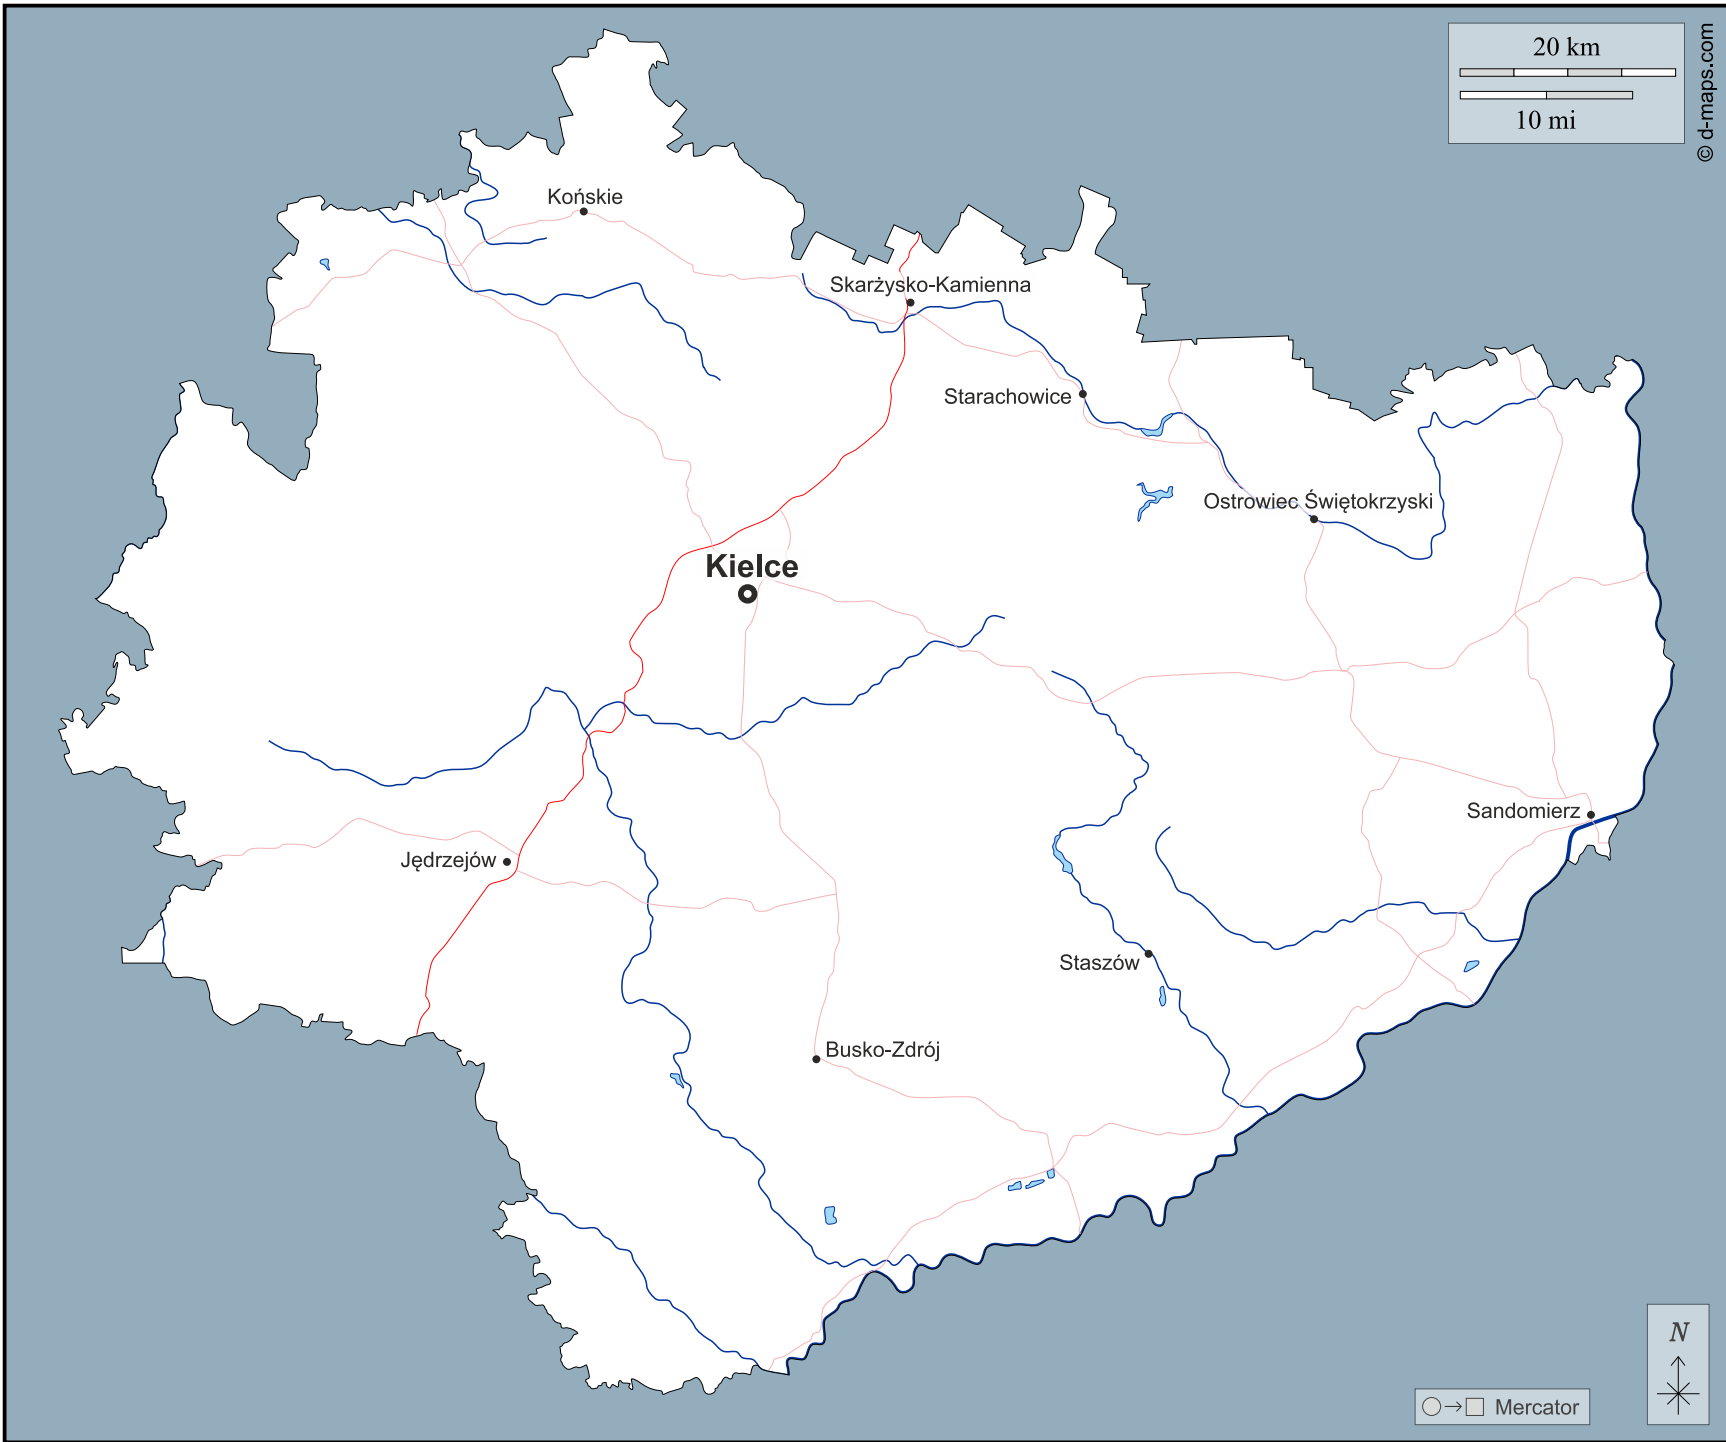 20 km
10 mi
© d-maps.com
Końskie
Skarżysko-Kamienna
Starachowice
Ostrowiec Świętokrzyski
Kielce
Sandomierz
Jędrzejów
Staszów
Busko-Zdrój
N
Mercator